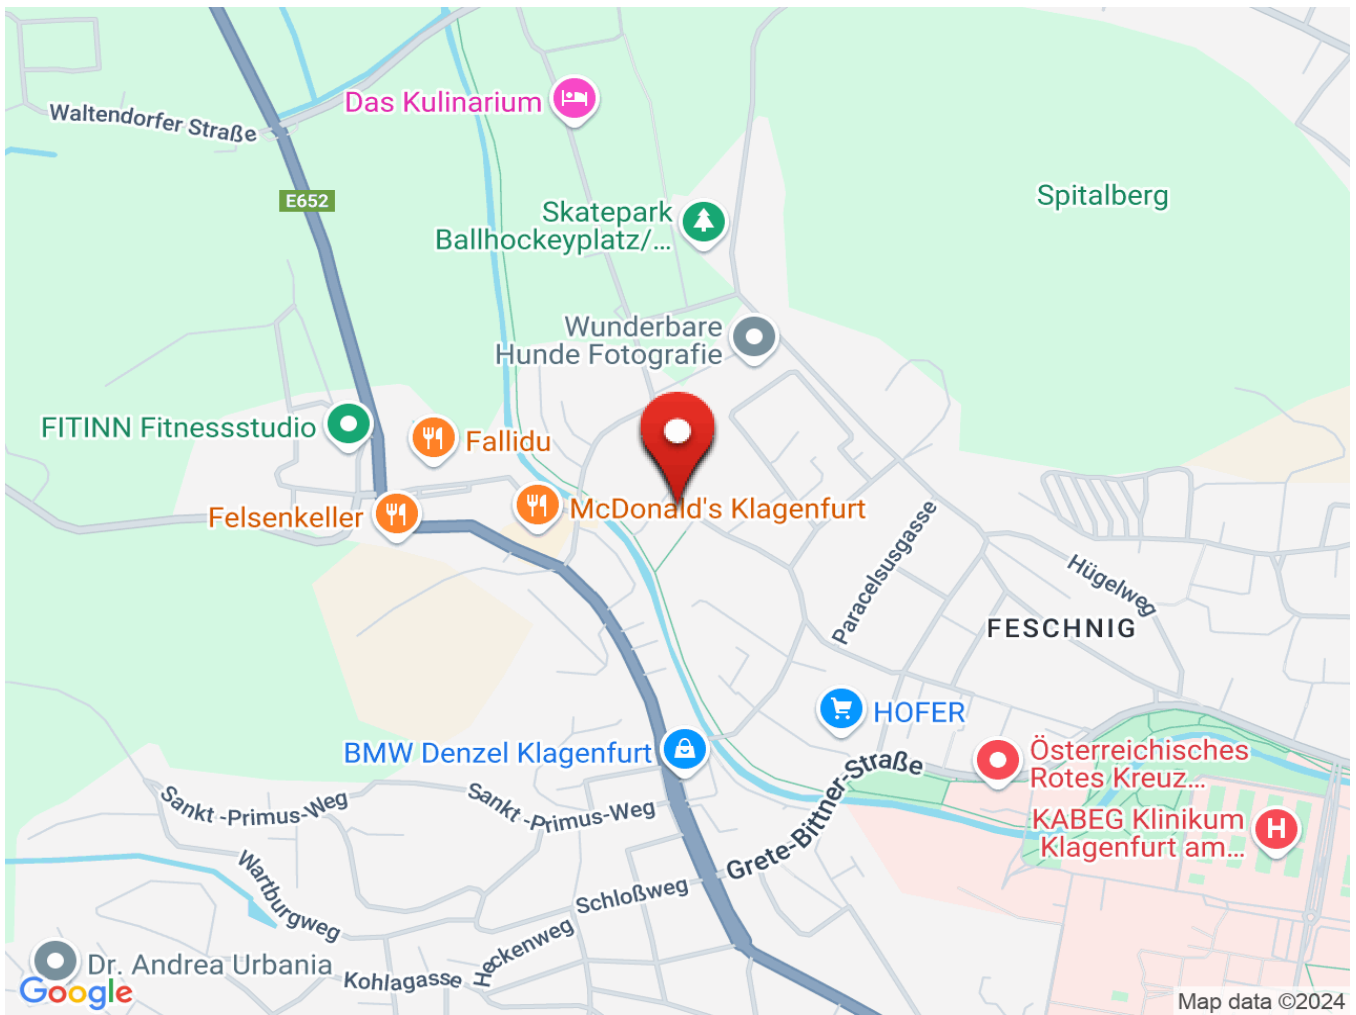 Das Kulinarium
Waltendorfer Straße
E652
Spitalberg
Skatepark
Ballhockeyplatz/...
Wunderbare
Hunde Fotografie
FITINN Fitnessstudio
Fallidu
McDonald's Klagenfurt
Felsenkeller
Paracelsusgasse
Hügelweg
FESCHNIG
HOFER
BMW Denzel Klagenfurt
Österreichisches
Rotes Kreuz...
Grete-Bittner-Straße
Sankt -Primus-Weg
Sankt -Primus-Weg
KABEG Klinikum
Klagenfurt am...
Wartburgweg
Schloßweg
Heckenweg
Dr. Andrea Urbania
Kohlagasse
Google
Map data ©2024